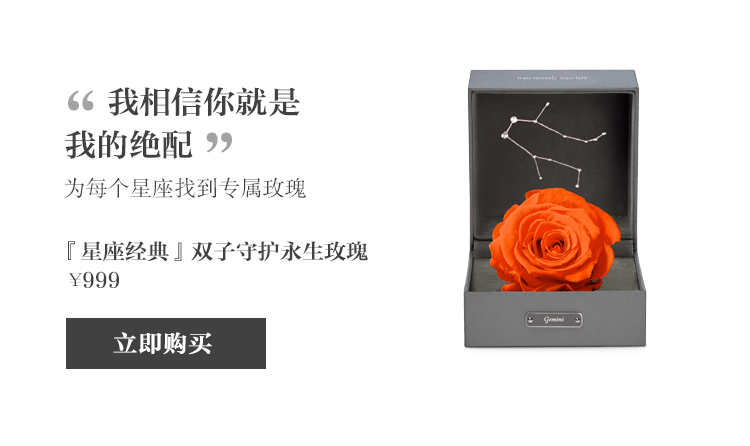 “ 我相信你就是
我的绝配 ”
为每个星座找到专属玫瑰
『 星座经典 』双子守护永生玫瑰
¥999
立即购买
Gemini